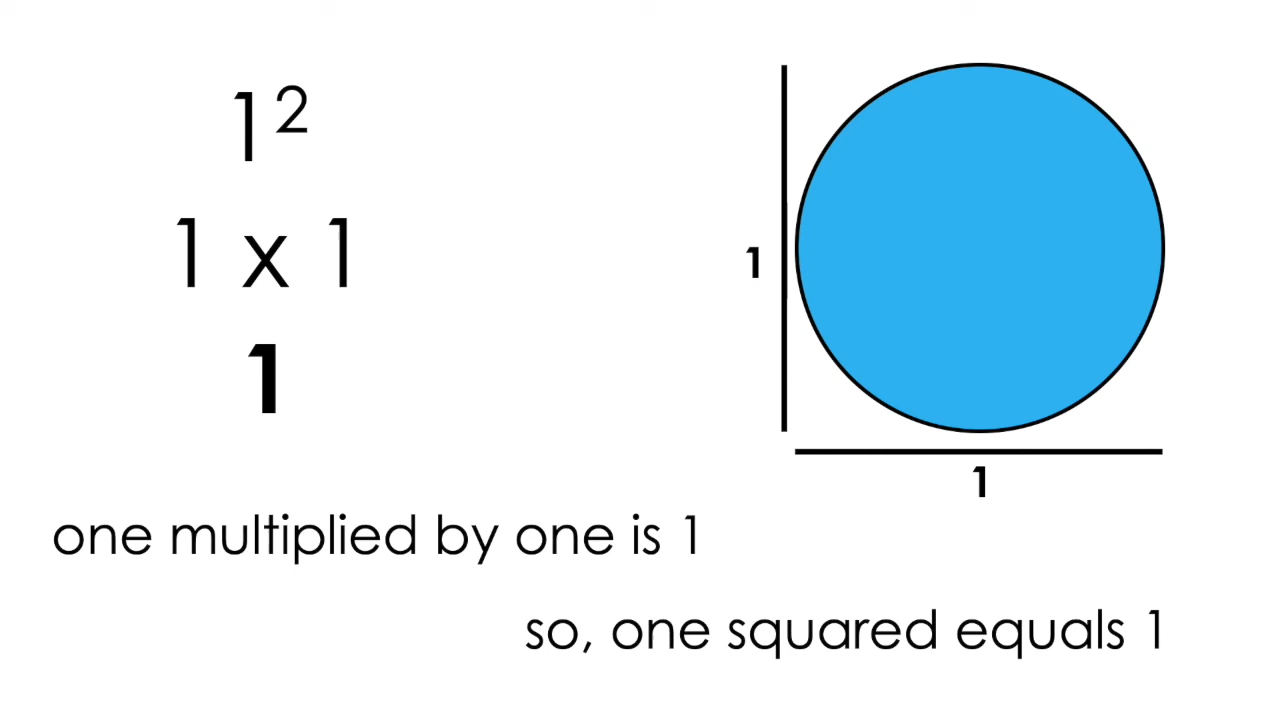 1²
1 x 1
1
1
1
one multiplied by one is 1
so, one squared equals 1